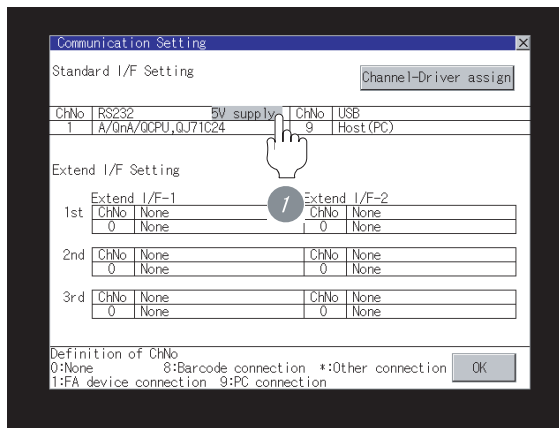 Communication Setting X
Standard I/F Setting
Channel-Driver assign
ChNo RS232 5V supply ChNo USB
1 A/QnA/QCPU,QJ71C24 9 Host(PC)
Extend I/F Setting
Extend I/F-1 Extend I/F-2
1
1st ChNo None ChNo None
0 None 0 None
2nd ChNo None ChNo None
0 None 0 None
3rd ChNo None ChNo None
0 None 0 None
Definition of ChNo
0:None 8:Barcode connection *:Other connection OK
1:FA device connection 9:PC connection